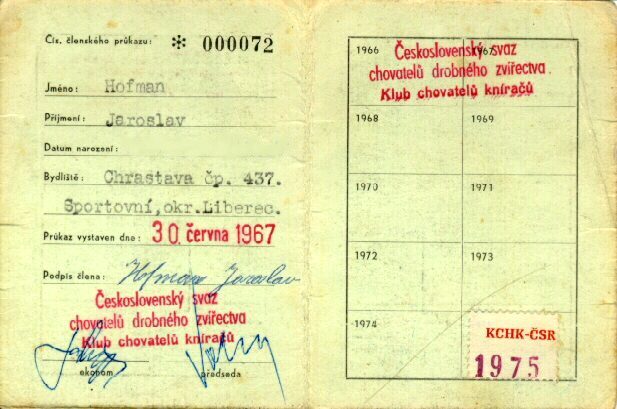 Čís. členského průkazu: * 000072
Jméno: Hofman
Příjmení: Jaroslav
Datum narození:
Bydliště: Chrastava čp. 437.
Sportovní,okr.Liberec.
Průkaz vystaven dne: 30. června 1967
Podpis člena: Hofman Jaroslav
Československý svaz
chovatelů drobného zvířectva
Klub chovatelů kníračů
ekonom předseda
1966 1967
Československý svaz
chovatelů drobného zvířectva
Klub chovatelů kníračů
1968 1969
1970 1971
1972 1973
1974
KCHK-ČSR
1975